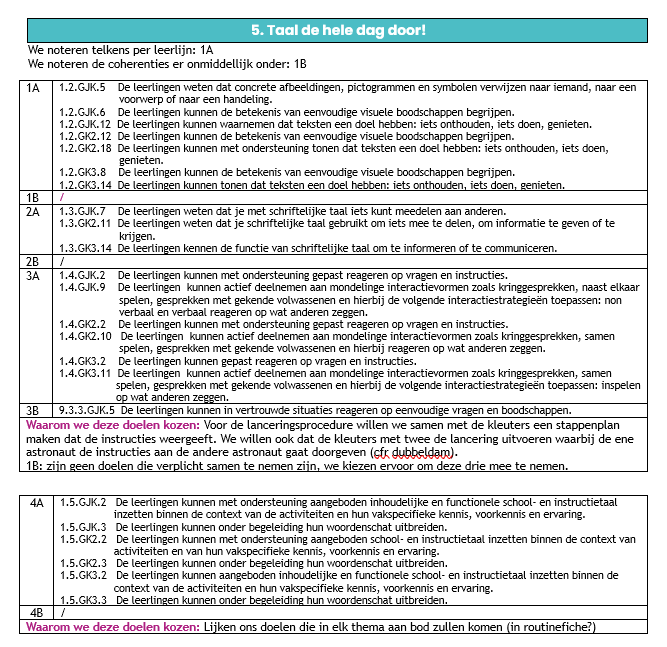 5. Taal de hele dag door!
We noteren telkens per leerlijn: 1A
We noteren de coherenties er onmiddellijk onder: 1B
1A 1.2.GJK.5 De leerlingen weten dat concrete afbeeldingen, pictogrammen en symbolen verwijzen naar iemand, naar een
voorwerp of naar een handeling.
1.2.GJK.6 De leerlingen kunnen de betekenis van eenvoudige visuele boodschappen begrijpen.
1.2.GJK.12 De leerlingen kunnen waarnemen dat teksten een doel hebben: iets onthouden, iets doen, genieten.
1.2.GK2.12 De leerlingen kunnen de betekenis van eenvoudige visuele boodschappen begrijpen.
1.2.GK2.18 De leerlingen kunnen met ondersteuning tonen dat teksten een doel hebben: iets onthouden, iets doen,
genieten.
1.2.GK3.8 De leerlingen kunnen de betekenis van eenvoudige visuele boodschappen begrijpen.
1.2.GK3.14 De leerlingen kunnen tonen dat teksten een doel hebben: iets onthouden, iets doen, genieten.
1B /
2A 1.3.GJK.7 De leerlingen weten dat je met schriftelijke taal iets kunt meedelen aan anderen.
1.3.GK2.11 De leerlingen weten dat je schriftelijke taal gebruikt om iets mee te delen, om informatie te geven of te
krijgen.
1.3.GK3.14 De leerlingen kennen de functie van schriftelijke taal om te informeren of te communiceren.
2B /
3A 1.4.GJK.2 De leerlingen kunnen met ondersteuning gepast reageren op vragen en instructies.
1.4.GJK.9 De leerlingen kunnen actief deelnemen aan mondelinge interactievormen zoals kringgesprekken, naast elkaar
spelen, gesprekken met gekende volwassenen en hierbij de volgende interactiestrategieën toepassen: non
verbaal en verbaal reageren op wat anderen zeggen.
1.4.GK2.2 De leerlingen kunnen met ondersteuning gepast reageren op vragen en instructies.
1.4.GK2.10 De leerlingen kunnen actief deelnemen aan mondelinge interactievormen zoals kringgesprekken, samen
spelen, gesprekken met gekende volwassenen en hierbij reageren op wat anderen zeggen.
1.4.GK3.2 De leerlingen kunnen gepast reageren op vragen en instructies.
1.4.GK3.11 De leerlingen kunnen actief deelnemen aan mondelinge interactievormen zoals kringgesprekken, samen
spelen, gesprekken met gekende volwassenen en hierbij de volgende interactiestrategieën toepassen: inspelen
op wat anderen zeggen.
3B 9.3.3.GJK.5 De leerlingen kunnen in vertrouwde situaties reageren op eenvoudige vragen en boodschappen.
Waarom we deze doelen kozen: Voor de lanceringsprocedure willen we samen met de kleuters een stappenplan
maken dat de instructies weergeeft. We willen ook dat de kleuters met twee de lancering uitvoeren waarbij de ene
astronaut de instructies aan de andere astronaut gaat doorgeven (cfr dubbeldam).
1B: zijn geen doelen die verplicht samen te nemen zijn, we kiezen ervoor om deze drie mee te nemen.
4A 1.5.GJK.2 De leerlingen kunnen met ondersteuning aangeboden inhoudelijke en functionele school- en instructietaal
inzetten binnen de context van de activiteiten en hun vakspecifieke kennis, voorkennis en ervaring.
1.5.GJK.3 De leerlingen kunnen onder begeleiding hun woordenschat uitbreiden.
1.5.GK2.2 De leerlingen kunnen met ondersteuning aangeboden school- en instructietaal inzetten binnen de context van
activiteiten en van hun vakspecifieke kennis, voorkennis en ervaring.
1.5.GK2.3 De leerlingen kunnen onder begeleiding hun woordenschat uitbreiden.
1.5.GK3.2 De leerlingen kunnen aangeboden inhoudelijke en functionele school- en instructietaal inzetten binnen de
context van de activiteiten en hun vakspecifieke kennis, voorkennis en ervaring.
1.5.GK3.3 De leerlingen kunnen onder begeleiding hun woordenschat uitbreiden.
4B /
Waarom we deze doelen kozen: Lijken ons doelen die in elk thema aan bod zullen komen (in routinefiche?)